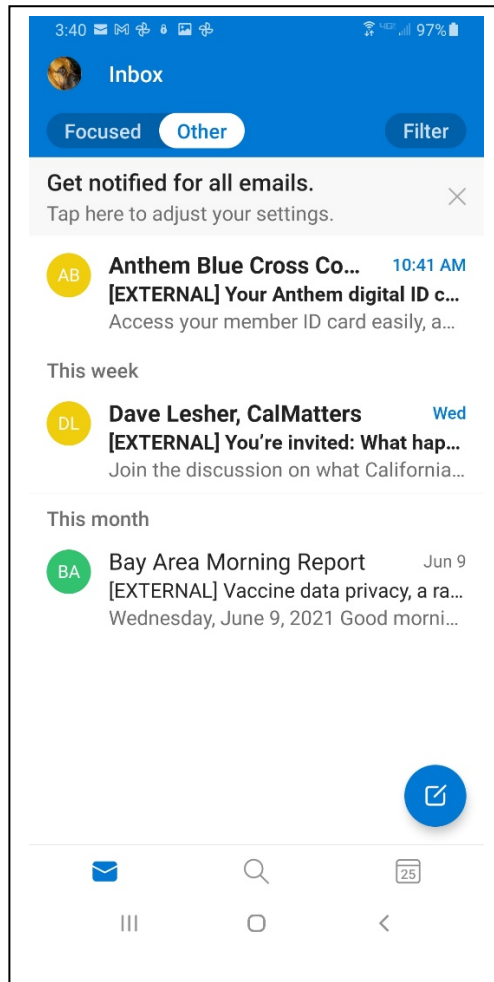 3:40 97%
Inbox
Focused Other Filter
Get notified for all emails.
Tap here to adjust your settings.
AB Anthem Blue Cross Co... 10:41 AM
[EXTERNAL] Your Anthem digital ID c...
Access your member ID card easily, a...
This week
DL Dave Lesher, CalMatters Wed
[EXTERNAL] You’re invited: What hap...
Join the discussion on what California...
This month
BA Bay Area Morning Report Jun 9
[EXTERNAL] Vaccine data privacy, a ra...
Wednesday, June 9, 2021 Good morni...
25